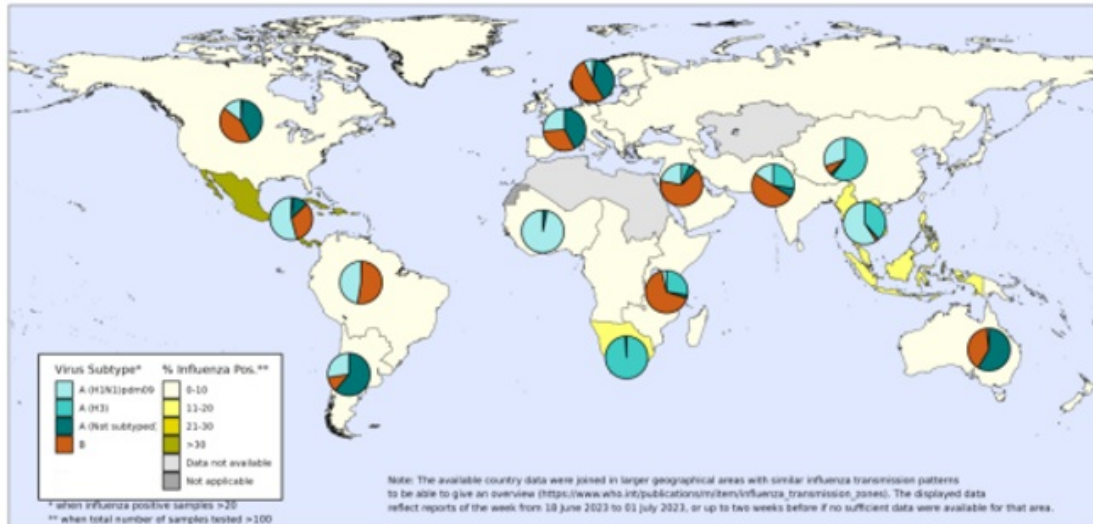 Virus Subtype*
A (H1N1)pdm09
A (H3)
A (Not subtyped)
B
% Influenza Pos.**
0-10
11-20
21-30
>30
Data not available
Not applicable
* when influenza positive samples >20
** when total number of samples tested >100
Note: The available country data were joined in larger geographical areas with similar influenza transmission patterns
to be able to give an overview (https://www.who.int/publications/m/item/influenza_transmission_zones). The displayed data
reflect reports of the week from 18 June 2023 to 01 July 2023, or up to two weeks before if no sufficient data were available for that area.